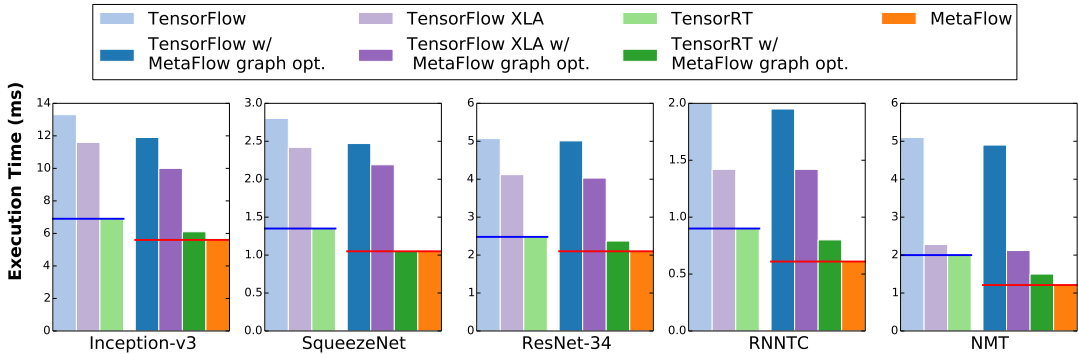 TensorFlow
TensorFlow XLA
TensorRT
MetaFlow
TensorFlow w/
MetaFlow graph opt.
TensorFlow XLA w/
MetaFlow graph opt.
TensorRT w/
MetaFlow graph opt.
Execution Time (ms)
14
12
10
8
6
4
2
0
Inception-v3
3.0
2.5
2.0
1.5
1.0
0.5
0.0
SqueezeNet
6
5
4
3
2
1
0
ResNet-34
2.0
1.5
1.0
0.5
0.0
RNNTC
6
5
4
3
2
1
0
NMT